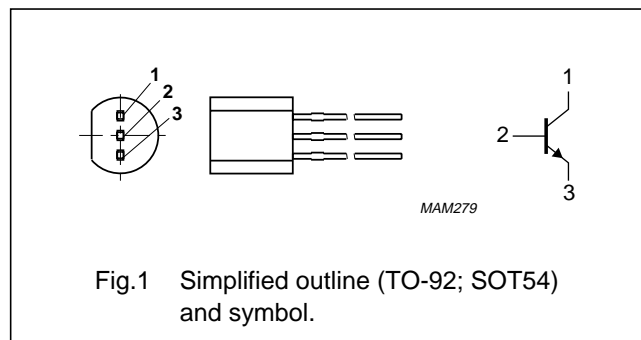 1
2
3
1
2
3
MAM279
Fig.1 Simplified outline (TO-92; SOT54)
and symbol.